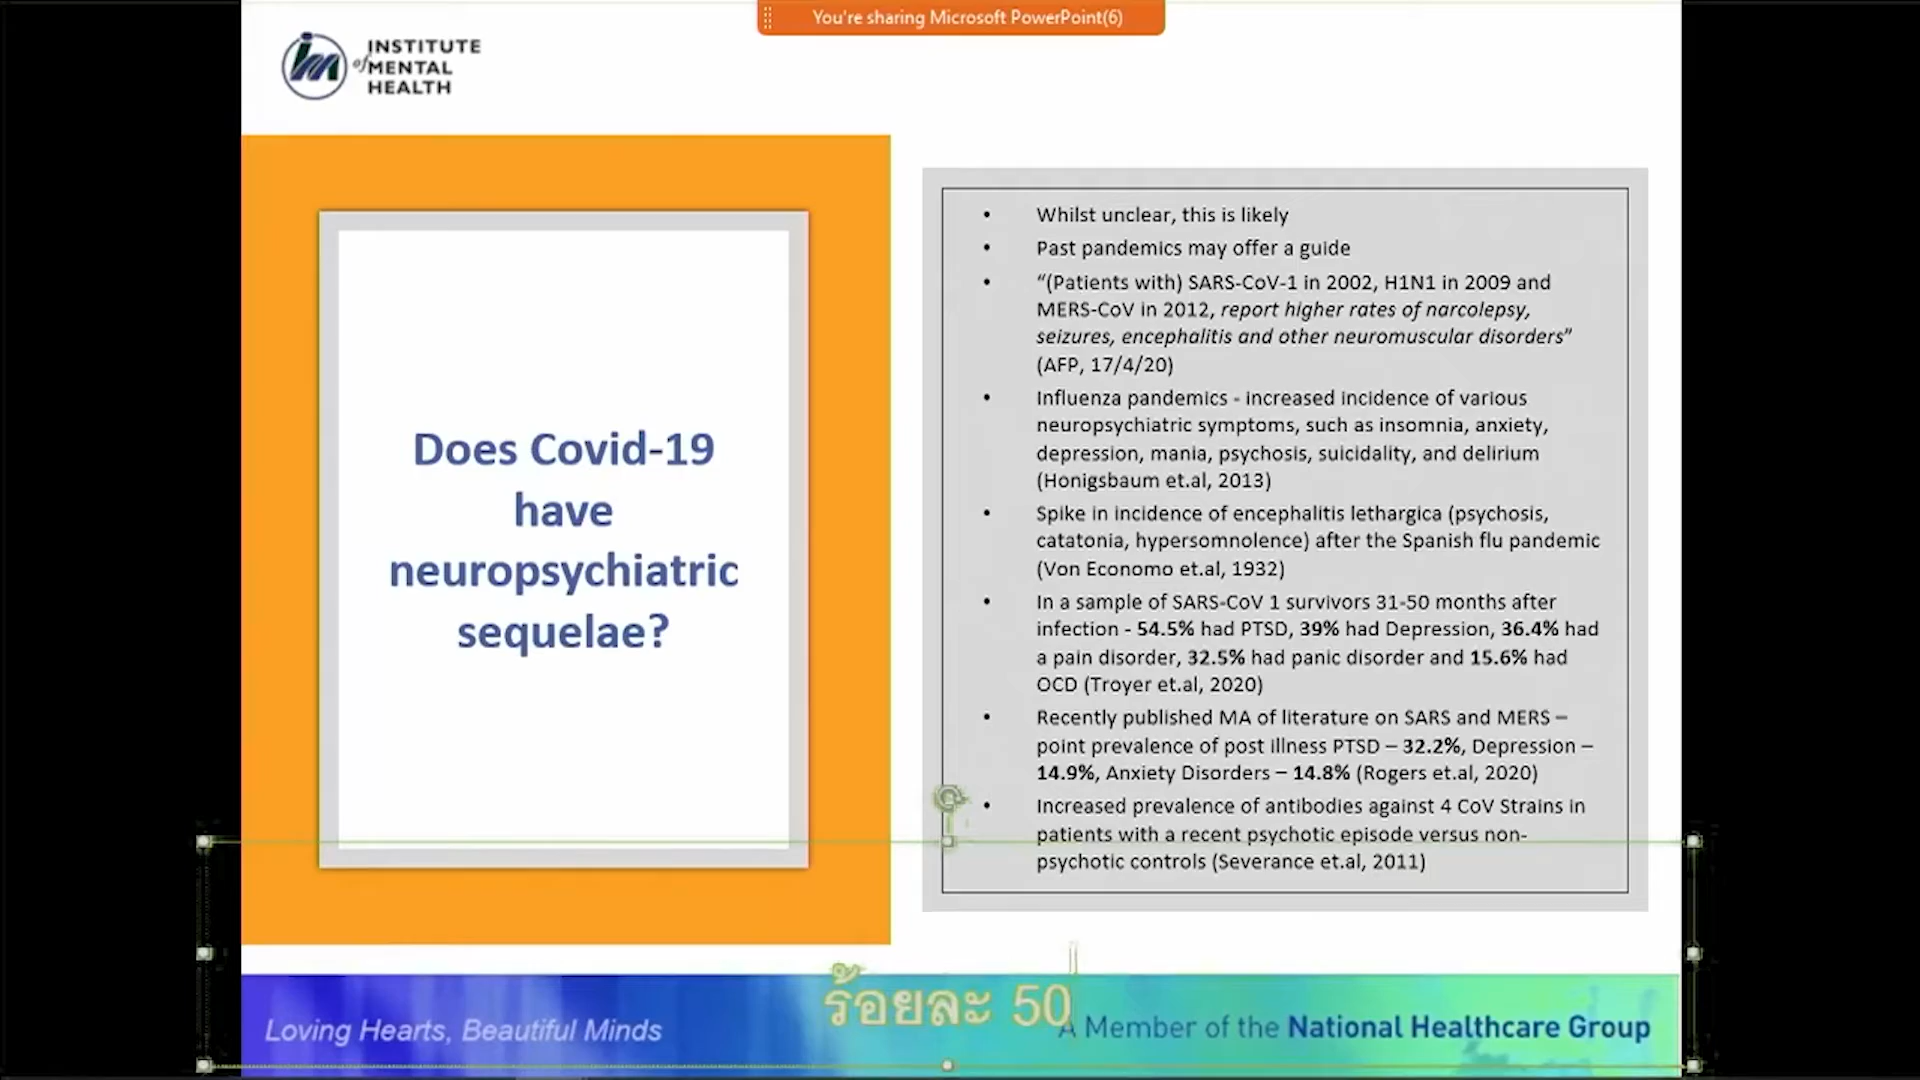 You're sharing Microsoft PowerPoint(6)
im
INSTITUTE
of MENTAL
HEALTH
Does Covid-19
have
neuropsychiatric
sequelae?
• Whilst unclear, this is likely
• Past pandemics may offer a guide
• “(Patients with) SARS-CoV-1 in 2002, H1N1 in 2009 and
MERS-CoV in 2012, report higher rates of narcolepsy,
seizures, encephalitis and other neuromuscular disorders”
(AFP, 17/4/20)
• Influenza pandemics - increased incidence of various
neuropsychiatric symptoms, such as insomnia, anxiety,
depression, mania, psychosis, suicidality, and delirium
(Honigsbaum et.al, 2013)
• Spike in incidence of encephalitis lethargica (psychosis,
catatonia, hypersomnolence) after the Spanish flu pandemic
(Von Economo et.al, 1932)
• In a sample of SARS-CoV 1 survivors 31-50 months after
infection - 54.5% had PTSD, 39% had Depression, 36.4% had
a pain disorder, 32.5% had panic disorder and 15.6% had
OCD (Troyer et.al, 2020)
• Recently published MA of literature on SARS and MERS –
point prevalence of post illness PTSD – 32.2%, Depression –
14.9%, Anxiety Disorders – 14.8% (Rogers et.al, 2020)
• Increased prevalence of antibodies against 4 CoV Strains in
patients with a recent psychotic episode versus non-
psychotic controls (Severance et.al, 2011)
ร้อยละ 50
Loving Hearts, Beautiful Minds
A Member of the National Healthcare Group